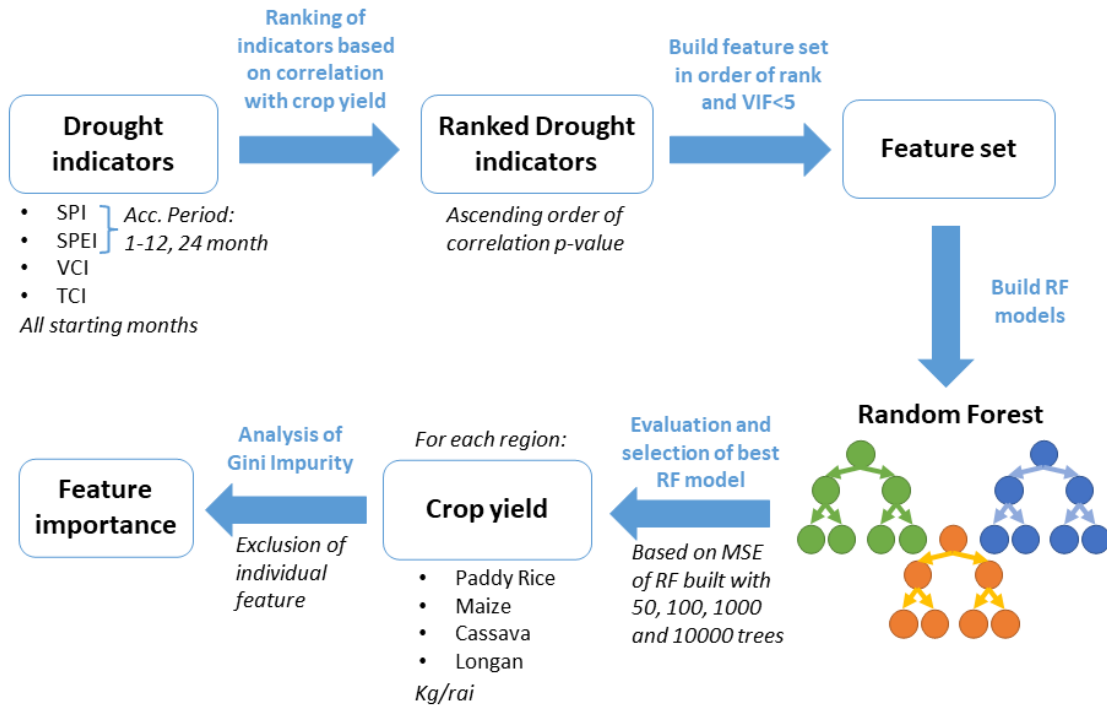 Ranking of
indicators based
on correlation
with crop yield
Build feature set
in order of rank
and VIF<5
Drought
indicators
Ranked Drought
indicators
Feature set
• SPI
• SPEI
• VCI
• TCI
Acc. Period:
1-12, 24 month
All starting months
Ascending order of
correlation p-value
Build RF
models
Random Forest
Evaluation and
selection of best
RF model
Based on MSE
of RF built with
50, 100, 1000
and 10000 trees
For each region:
Crop yield
• Paddy Rice
• Maize
• Cassava
• Longan
Kg/rai
Analysis of
Gini Impurity
Exclusion of
individual
feature
Feature
importance